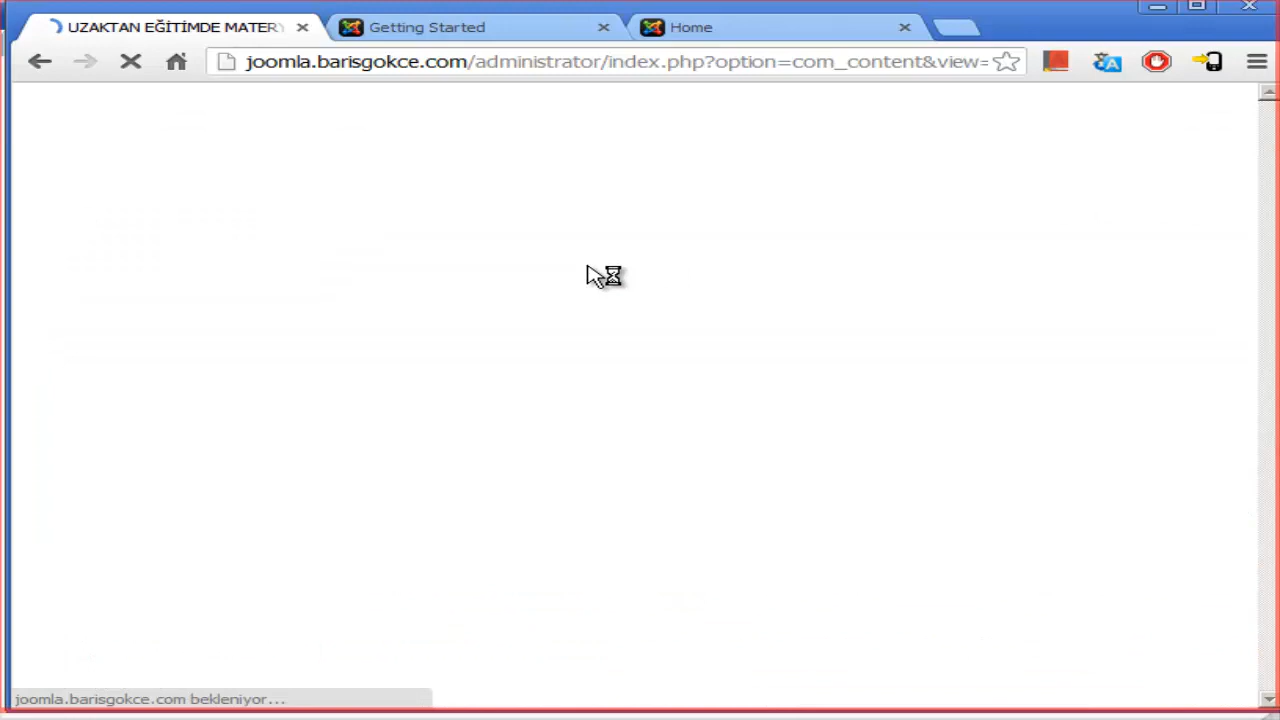 UZAKTAN EĞİTİMDE MATERY
Getting Started
Home
joomla.barisgokce.com/administrator/index.php?option=com_content&view=
joomla.barisgokce.com bekleniyor...